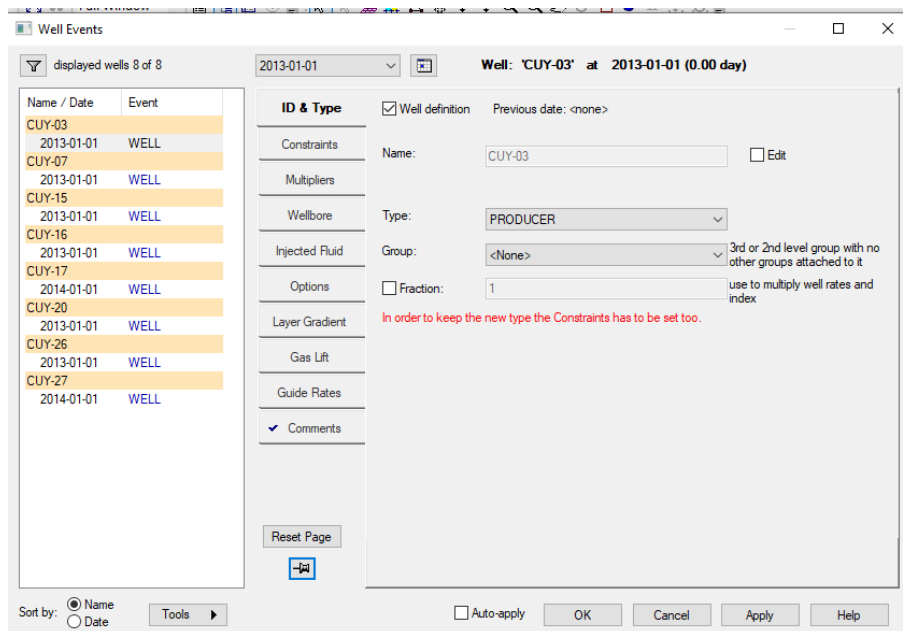 Well Events
displayed wells 8 of 8
2013-01-01
Well: 'CUY-03' at 2013-01-01 (0.00 day)
Name / Date Event
CUY-03
2013-01-01 WELL
CUY-07
2013-01-01 WELL
CUY-15
2013-01-01 WELL
CUY-16
2013-01-01 WELL
CUY-17
2014-01-01 WELL
CUY-20
2013-01-01 WELL
CUY-26
2013-01-01 WELL
CUY-27
2014-01-01 WELL
ID & Type
Constraints
Multipliers
Wellbore
Injected Fluid
Options
Layer Gradient
Gas Lift
Guide Rates
Comments
Reset Page
Well definition Previous date: <none>
Name: CUY-03 Edit
Type: PRODUCER
Group: <None> 3rd or 2nd level group with no
other groups attached to it
Fraction: 1 use to multiply well rates and
index
In order to keep the new type the Constraints has to be set too.
Sort by: Name
Date
Tools
Auto-apply OK Cancel Apply Help